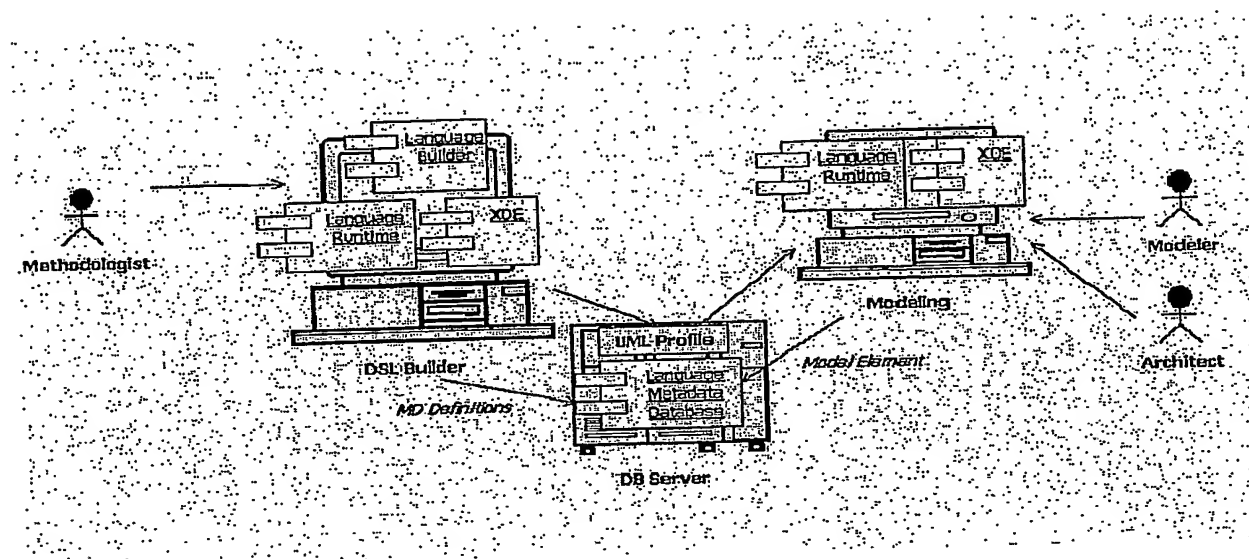 Language
Builder
Language
Runtime
XDE
Methodologist
DSL Builder
MD Definitions
UML Profile
Language
Metadata
Database
DB Server
Language
Runtime
XDE
Modeling
Model Element
Modeler
Architect